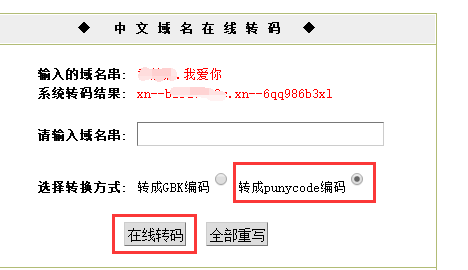 ◆ 中文域名在线转码 ◆
输入的域名串: .我爱你
系统转码结果: xn--b.xn--6qq986b3xl
请输入域名串:
选择转换方式: 转成GBK编码 转成punycode编码
在线转码 全部重写